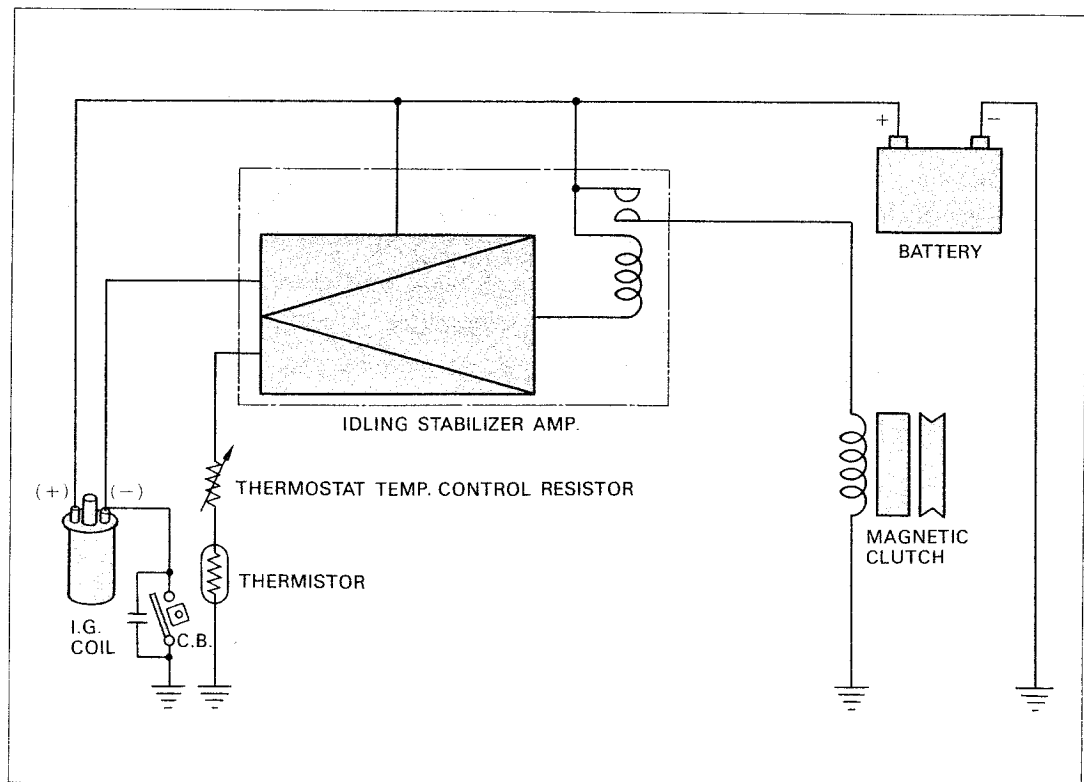 + −
BATTERY
IDLING STABILIZER AMP.
(+) (−)
THERMOSTAT TEMP. CONTROL RESISTOR
MAGNETIC
CLUTCH
THERMISTOR
I.G.
COIL
C.B.